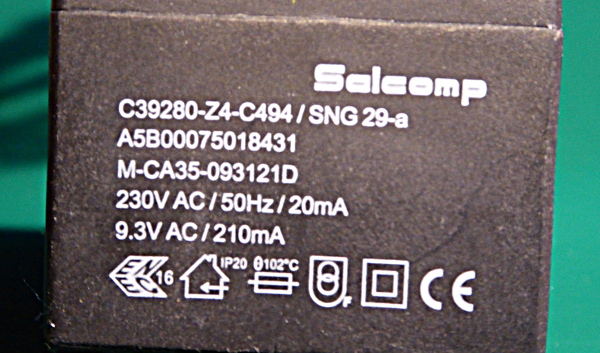 Salcomp
C39280-Z4-C494 / SNG 29-a
A5B00075018431
M-CA35-093121D
230V AC / 50Hz / 20mA
9.3V AC / 210mA
16 IP20 θ102°C F CE